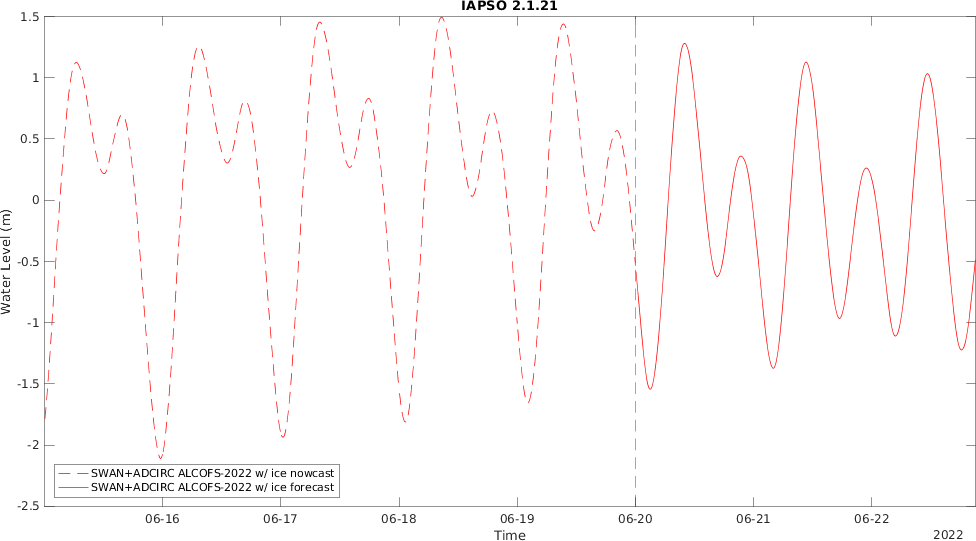 IAPSO 2.1.21
1.5
1
0.5
0
-0.5
-1
-1.5
-2
-2.5
Water Level (m)
SWAN+ADCIRC ALCOFS-2022 w/ ice nowcast
SWAN+ADCIRC ALCOFS-2022 w/ ice forecast
06-16 06-17 06-18 06-19 06-20 06-21 06-22
Time
2022